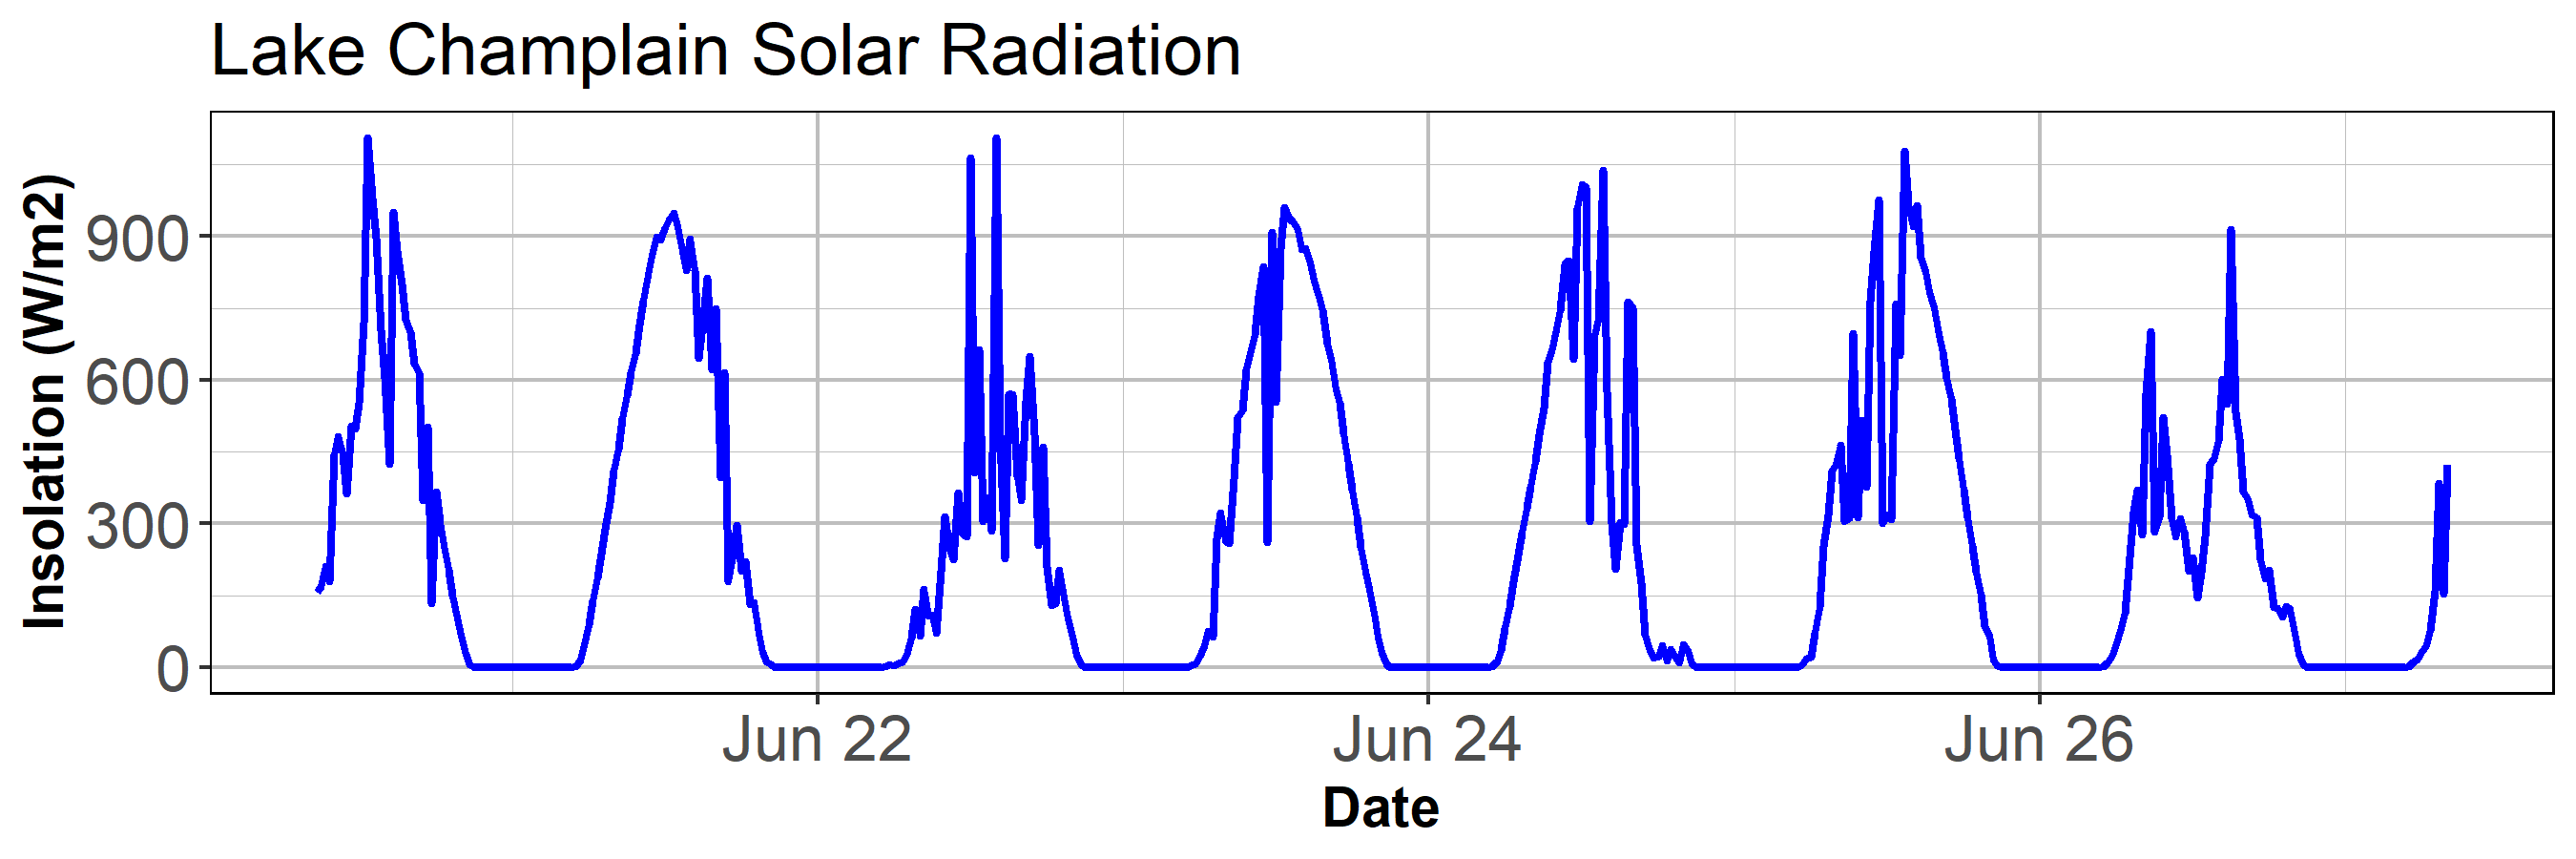 Lake Champlain Solar Radiation
Insolation (W/m2)
900
600
300
0
Jun 22 Jun 24 Jun 26
Date